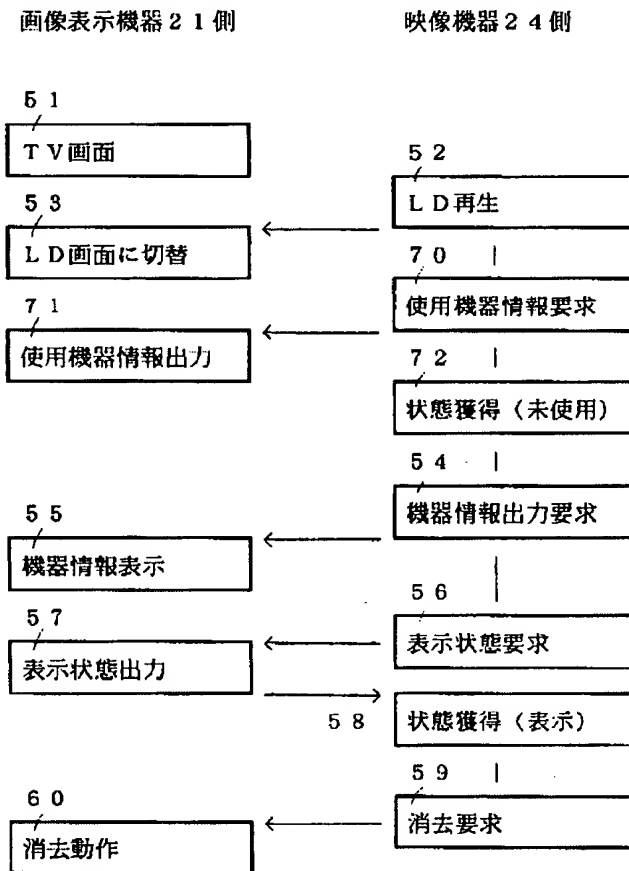 画像表示機器２１側 映像機器２４側
５１
ＴＶ画面
５２
ＬＤ再生
５３
ＬＤ画面に切替
７０
使用機器情報要求
７１
使用機器情報出力
７２
状態獲得（未使用）
５４
機器情報出力要求
５５
機器情報表示
５６
表示状態要求
５７
表示状態出力
５８
状態獲得（表示）
５９
消去要求
６０
消去動作